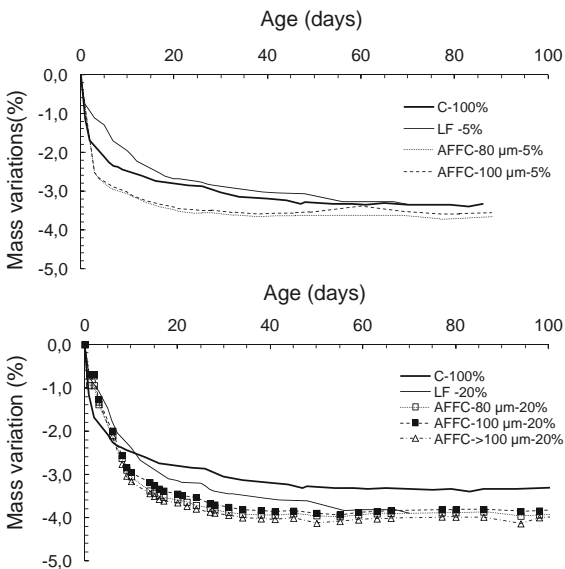 Age (days)
0 20 40 60 80 100
0,0
-1,0
-2,0
-3,0
-4,0
-5,0
Mass variations(%)
C-100%
LF -5%
AFFC-80 µm-5%
AFFC-100 µm-5%
Age (days)
0 20 40 60 80 100
0,0
-1,0
-2,0
-3,0
-4,0
-5,0
Mass variation (%)
C-100%
LF -20%
AFFC-80 µm-20%
AFFC-100 µm-20%
AFFC->100 µm-20%